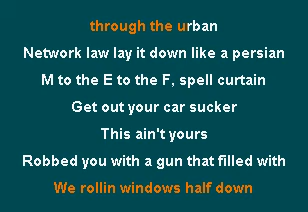 through the urban
Network law lay it down like a persian
M to the E to the F, spell curtain
Get out your car sucker
This ain't yours
Robbed you with a gun that filled with
We rollin windows half down